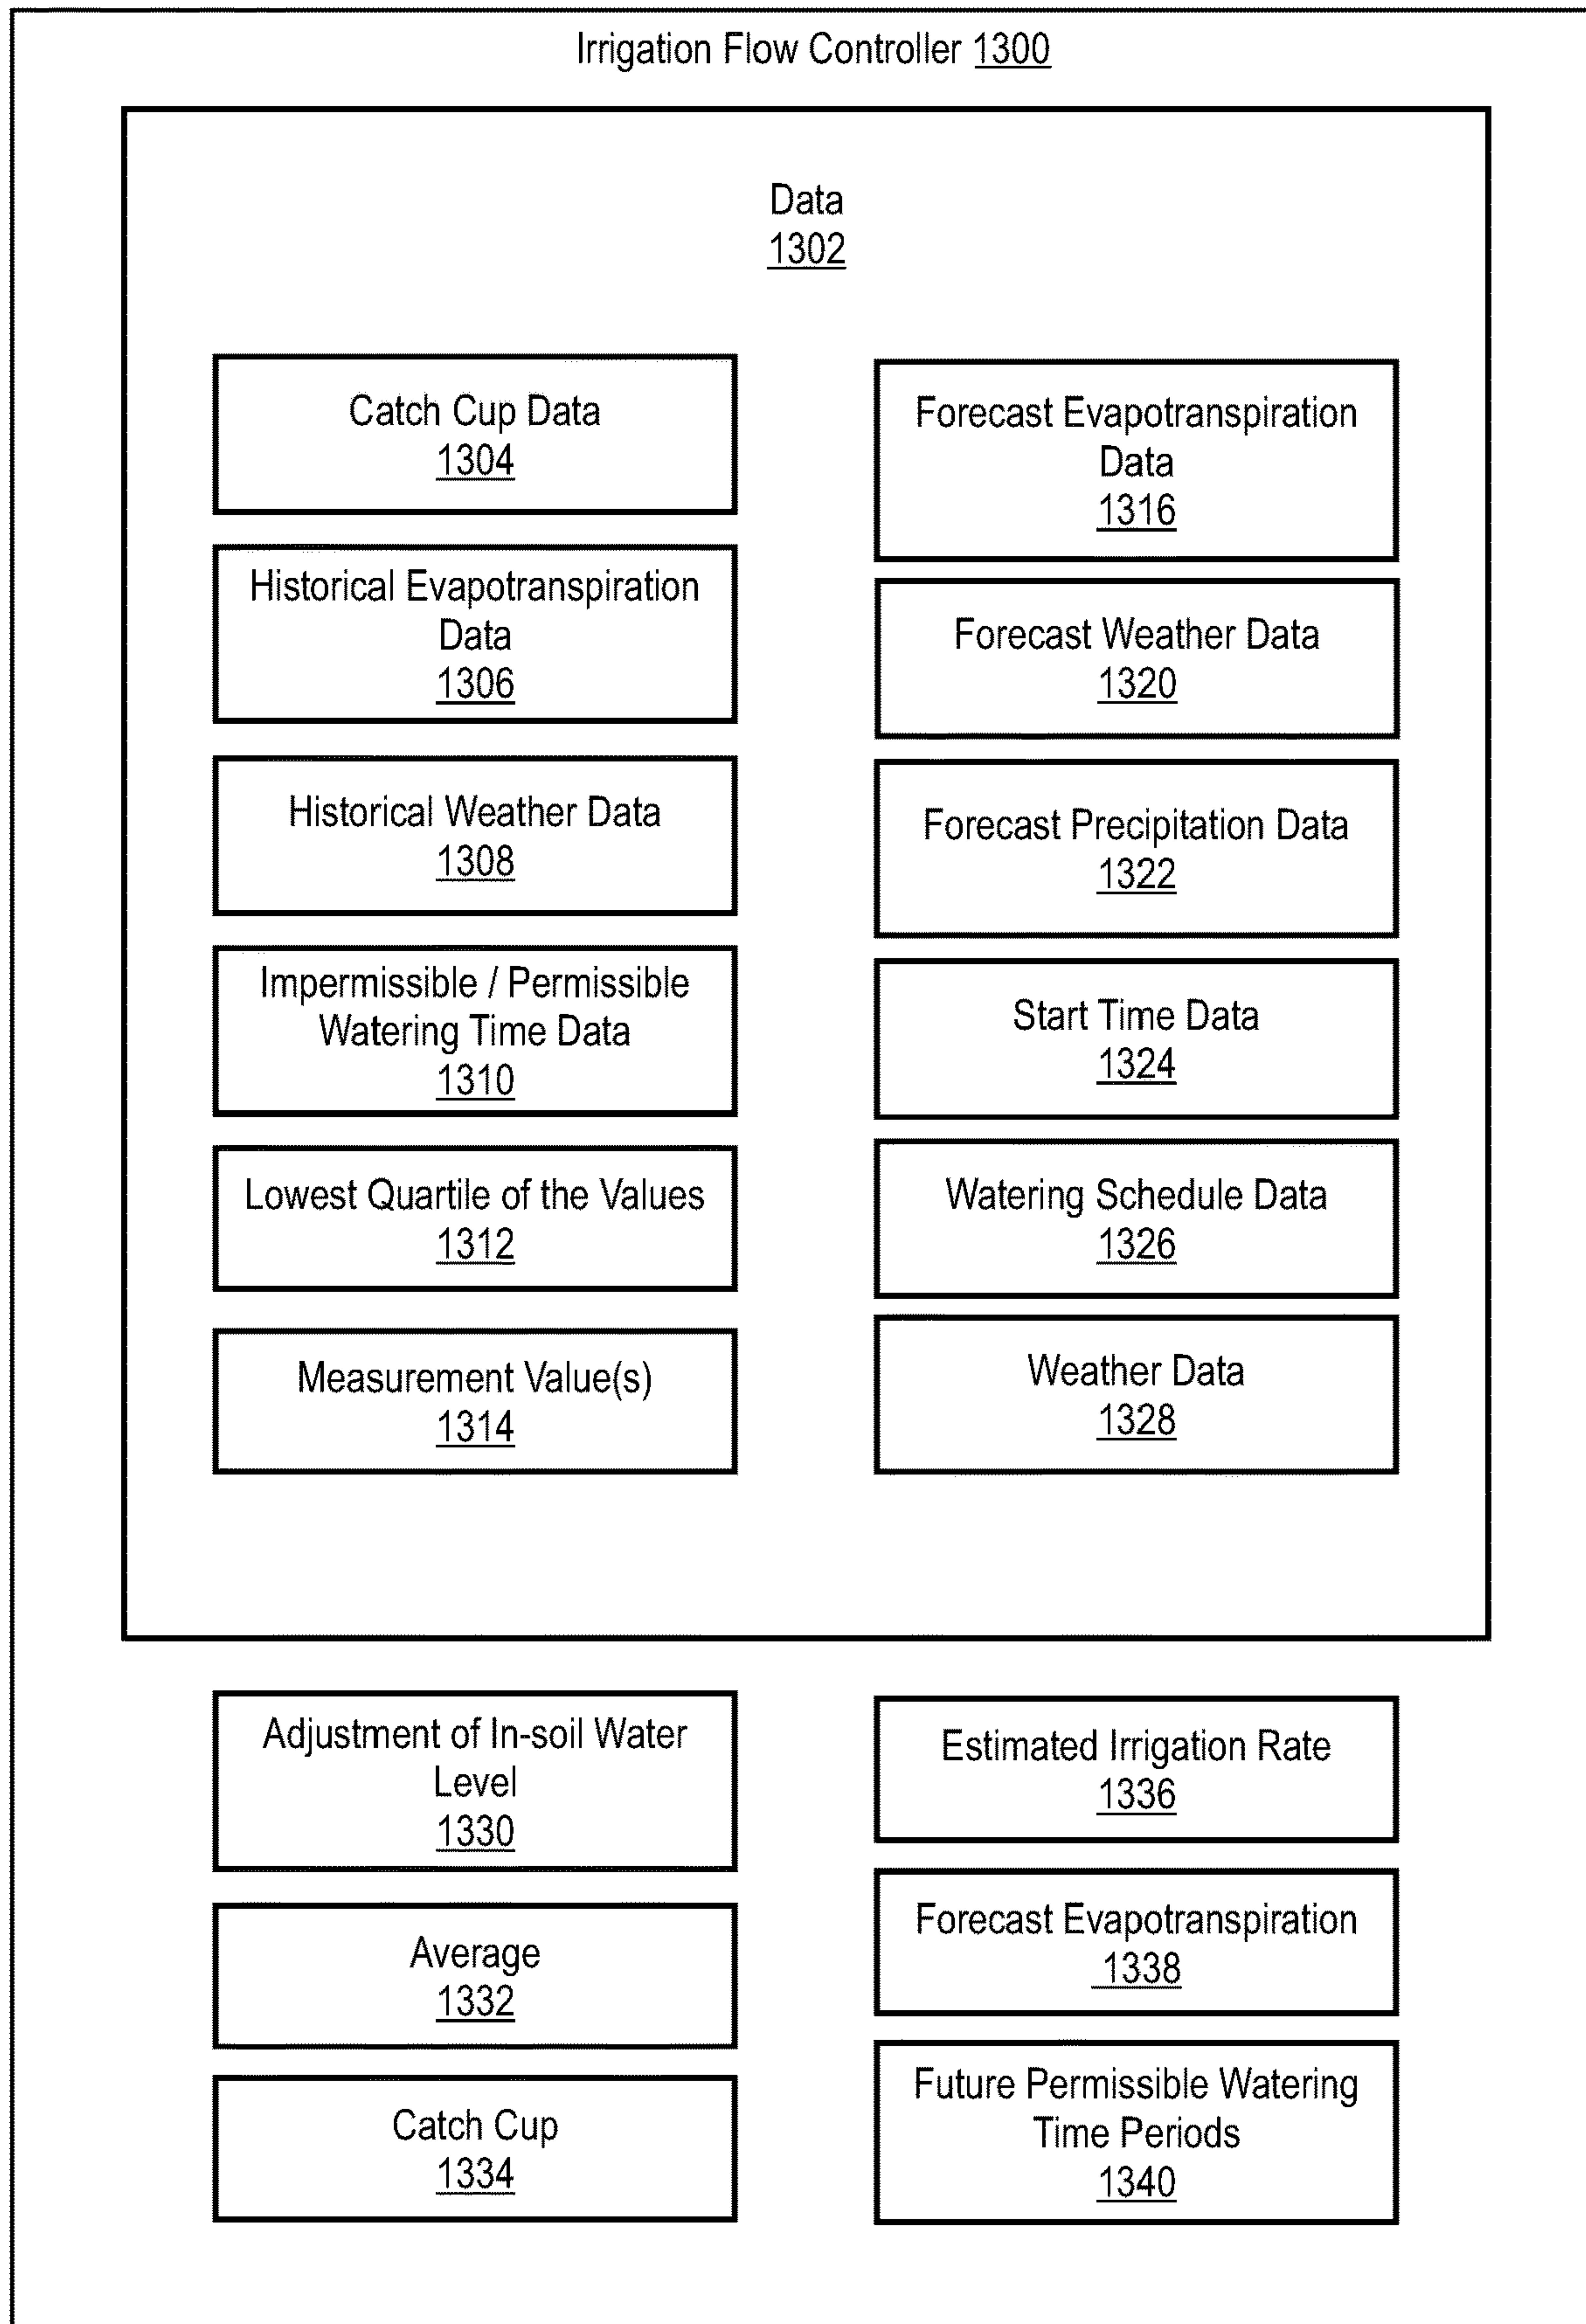 Irrigation Flow Controller 1300
Data
1302
Catch Cup Data
1304
Historical Evapotranspiration
Data
1306
Historical Weather Data
1308
Impermissible / Permissible
Watering Time Data
1310
Lowest Quartile of the Values
1312
Measurement Value(s)
1314
Forecast Evapotranspiration
Data
1316
Forecast Weather Data
1320
Forecast Precipitation Data
1322
Start Time Data
1324
Watering Schedule Data
1326
Weather Data
1328
Adjustment of In-soil Water
Level
1330
Average
1332
Catch Cup
1334
Estimated Irrigation Rate
1336
Forecast Evapotranspiration
1338
Future Permissible Watering
Time Periods
1340